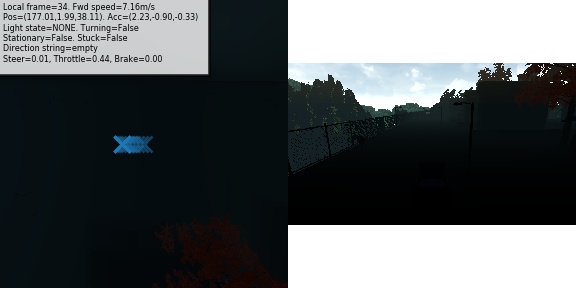 Local frame=34. Fwd speed=7.16m/s
Pos=(177.01,1.99,38.11). Acc=(2.23,-0.90,-0.33)
Light state=NONE. Turning=False
Stationary=False. Stuck=False
Direction string=empty
Steer=0.01, Throttle=0.44, Brake=0.00